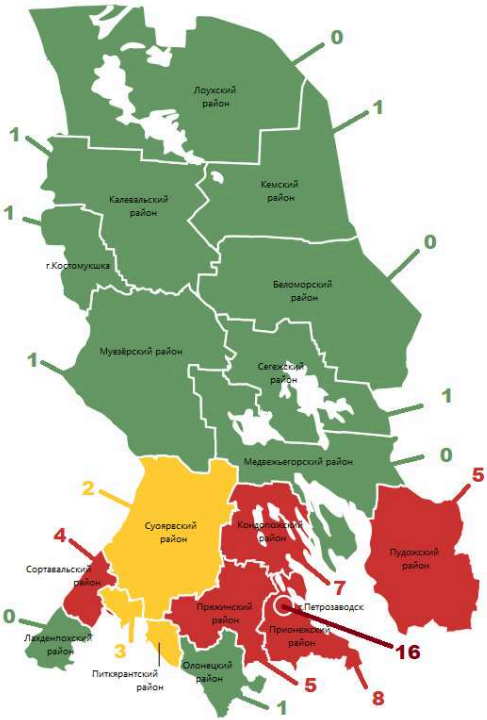 0
Лоухский
район
1
1
Кемский
район
Калевальский
район
1
0
г.Костомукшка
Беломорский
район
Муезёрский район
1
Сегежский
район
1
0
Медвежьегорский район
5
2
Суоярвский
район
Кондопожский
район
4
Пудожский
район
Сортавальский
район
7
г.Петрозаводск
Пряжинский
район
0
Прионежский
район
Лахденпохский
район
16
3
Олонецкий
район
Питкярантский
район
5
8
1